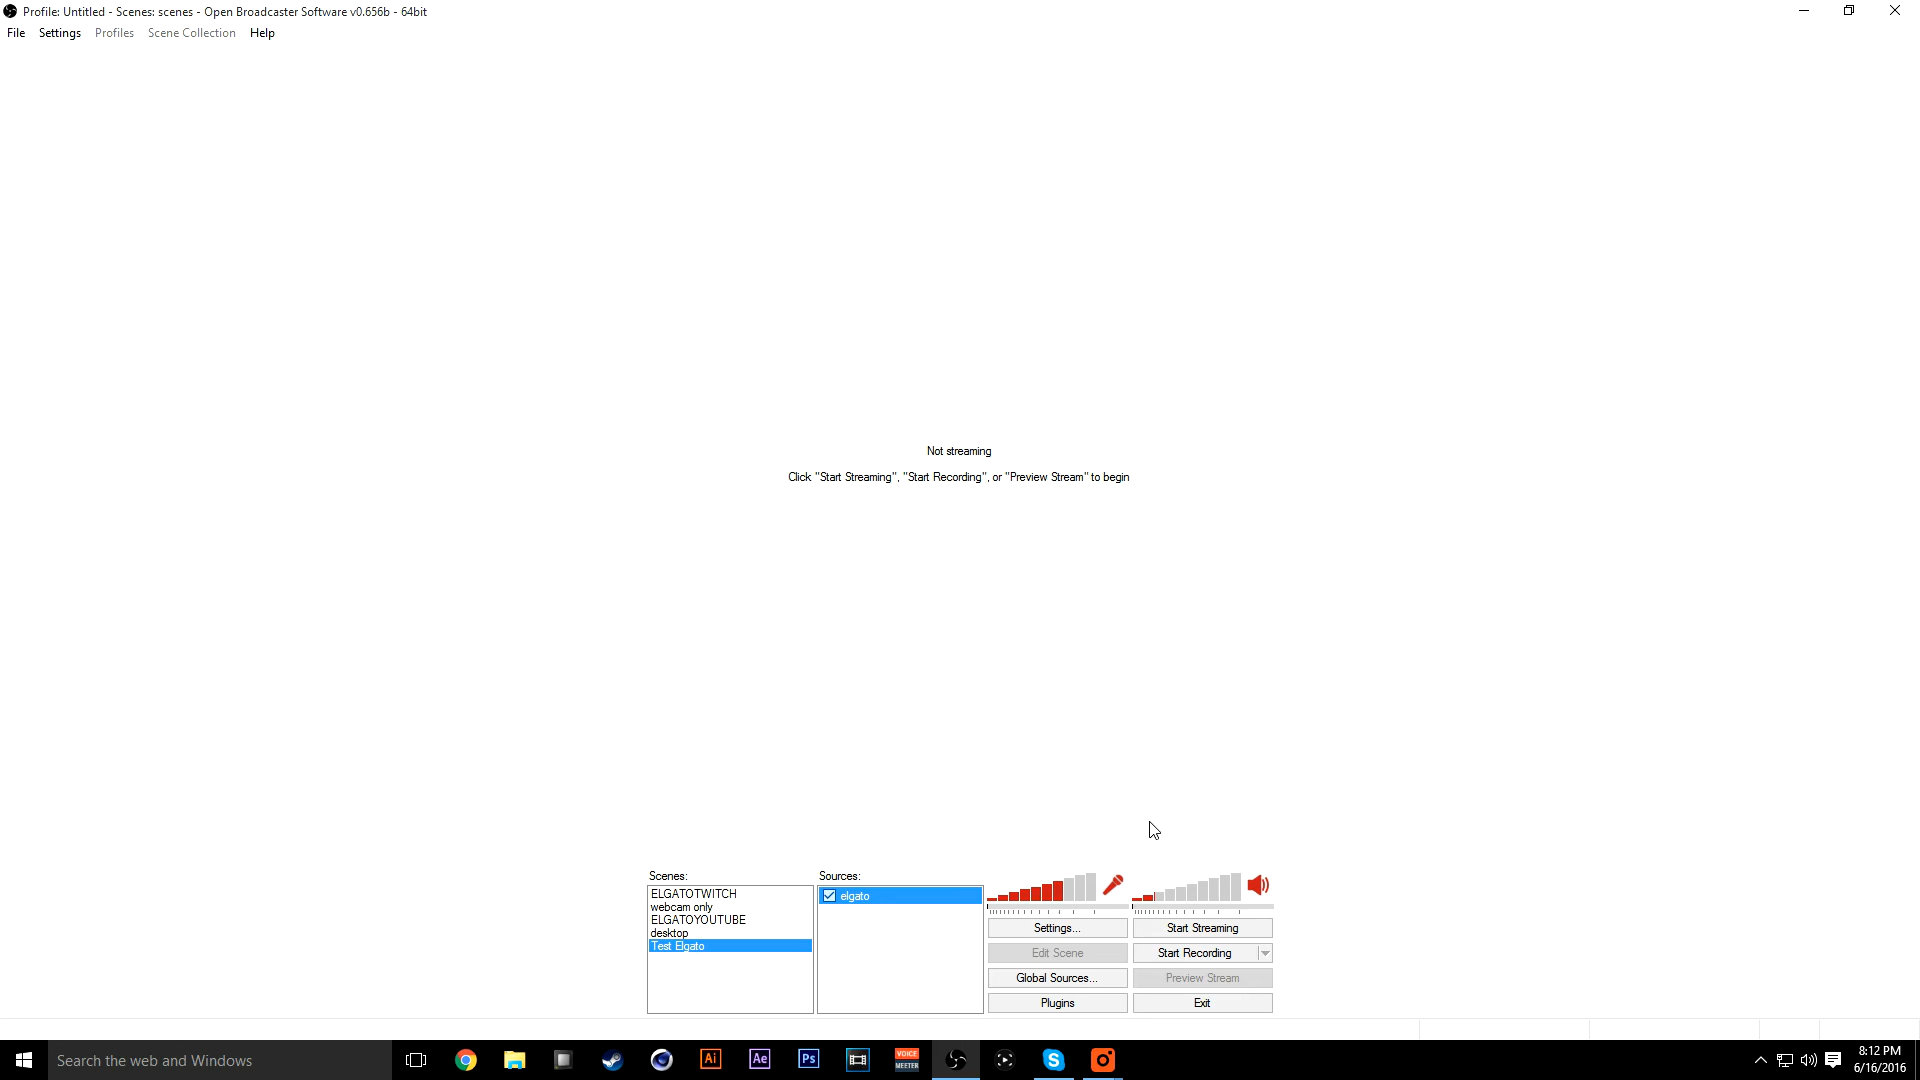 Profile: Untitled - Scenes: scenes - Open Broadcaster Software v0.656b - 64bit
File Settings Profiles Scene Collection Help
Not streaming
Click "Start Streaming", "Start Recording", or "Preview Stream" to begin
Scenes:
ELGATOTWITCH
webcam only
ELGATOYOUTUBE
desktop
Test Elgato
Sources:
elgato
Settings...
Start Streaming
Edit Scene
Start Recording
Global Sources...
Preview Stream
Plugins
Exit
Search the web and Windows
Ai
Ae
Ps
VOICE
MEETER
8:12 PM
6/16/2016